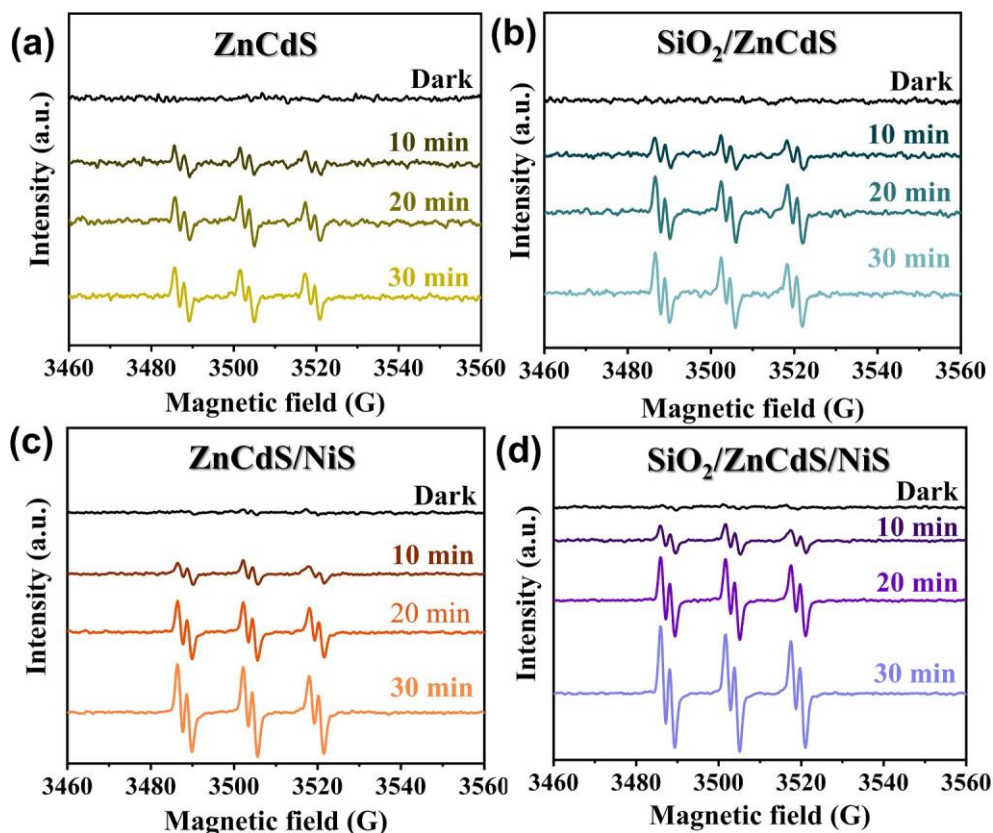 (a)
ZnCdS
Dark
10 min
20 min
30 min
Intensity (a.u.)
3460 3480 3500 3520 3540 3560
Magnetic field (G)
(b)
SiO₂/ZnCdS
Dark
10 min
20 min
30 min
Intensity (a.u.)
3460 3480 3500 3520 3540 3560
Magnetic field (G)
(c)
ZnCdS/NiS
Dark
10 min
20 min
30 min
Intensity (a.u.)
3460 3480 3500 3520 3540 3560
Magnetic field (G)
(d)
SiO₂/ZnCdS/NiS
Dark
10 min
20 min
30 min
Intensity (a.u.)
3460 3480 3500 3520 3540 3560
Magnetic field (G)